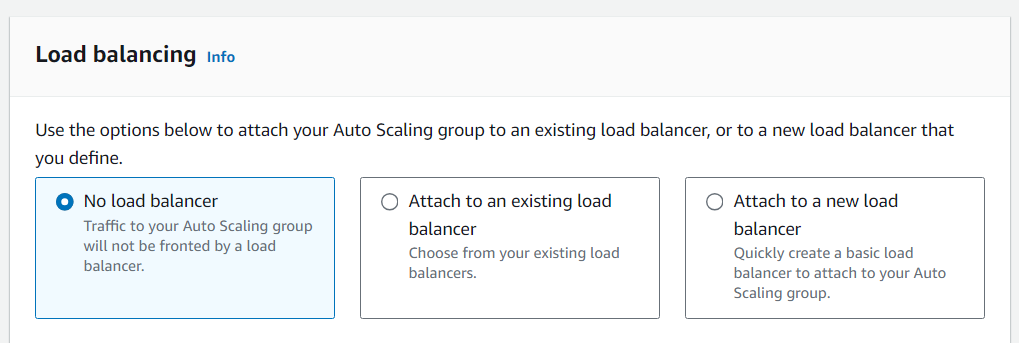 Load balancing Info
Use the options below to attach your Auto Scaling group to an existing load balancer, or to a new load balancer that
you define.
No load balancer
Traffic to your Auto Scaling group
will not be fronted by a load
balancer.
Attach to an existing load
balancer
Choose from your existing load
balancers.
Attach to a new load
balancer
Quickly create a basic load
balancer to attach to your Auto
Scaling group.